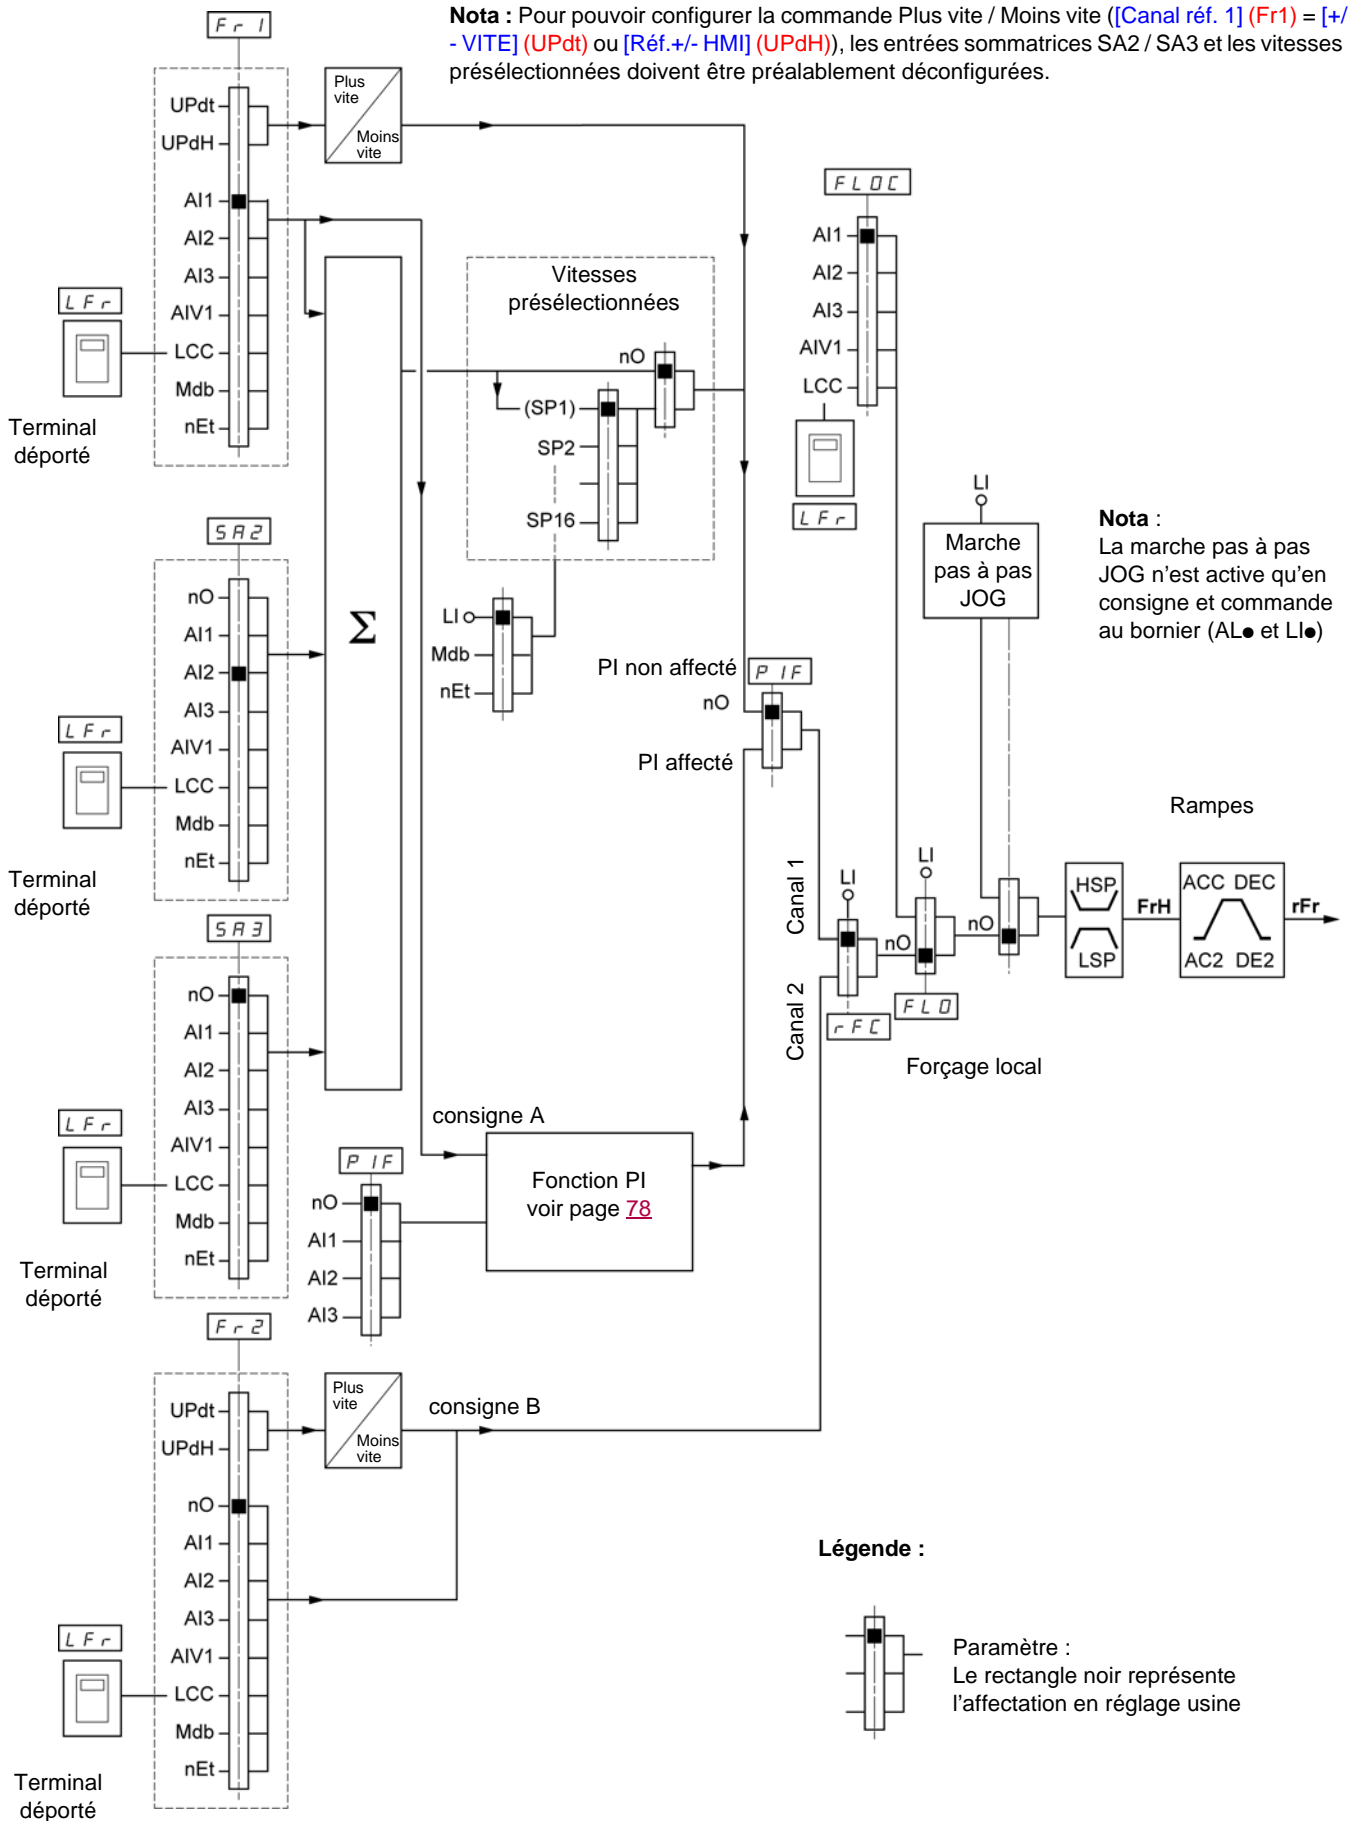 Nota : Pour pouvoir configurer la commande Plus vite / Moins vite ([Canal réf. 1] (Fr1) = [+/
- VITE] (UPdt) ou [Réf.+/- HMI] (UPdH)), les entrées sommatrices SA2 / SA3 et les vitesses
présélectionnées doivent être préalablement déconfigurées.
Fr1
UPdt
UPdH
Plus
vite
Moins
vite
AI1
AI2
AI3
AIV1
LCC
Mdb
nEt
LFr
Terminal
déporté
SA2
nO
AI1
AI2
AI3
AIV1
LCC
Mdb
nEt
LFr
Terminal
déporté
SA3
nO
AI1
AI2
AI3
AIV1
LCC
Mdb
nEt
LFr
Terminal
déporté
Σ
Vitesses
présélectionnées
nO
(SP1)
SP2
SP16
LI
Mdb
nEt
FLOC
AI1
AI2
AI3
AIV1
LCC
LFr
LI
Marche
pas à pas
JOG
Nota :
La marche pas à pas
JOG n'est active qu'en
consigne et commande
au bornier (AL● et LI●)
PI non affecté
PIF
nO
PI affecté
Rampes
Canal 1
Canal 2
LI
rFC
nO
LI
FLO
nO
Forçage local
HSP
LSP
FrH
ACC DEC
AC2 DE2
rFr
consigne A
PIF
nO
AI1
AI2
AI3
Fonction PI
voir page 78
Fr2
UPdt
UPdH
Plus
vite
Moins
vite
consigne B
nO
AI1
AI2
AI3
AIV1
LCC
Mdb
nEt
LFr
Terminal
déporté
Légende :
Paramètre :
Le rectangle noir représente
l'affectation en réglage usine